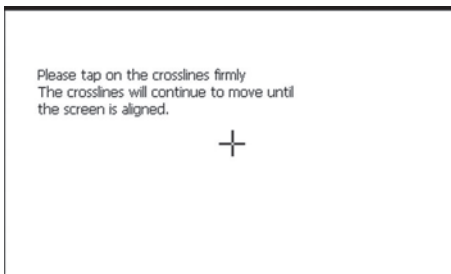 Please tap on the crosslines firmly
The crosslines will continue to move until
the screen is aligned.